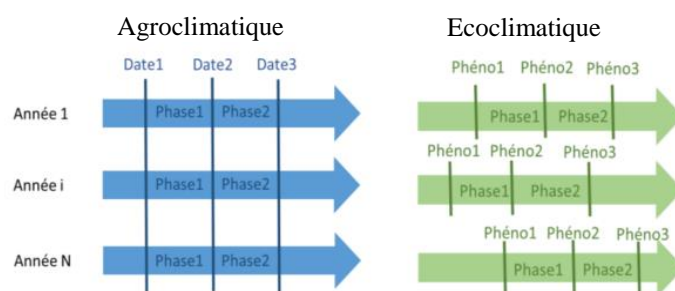 Agroclimatique
Ecoclimatique
Date1 Date2 Date3
Phéno1 Phéno2 Phéno3
Année 1
Phase1 Phase2
Phase1 Phase2
Phéno1 Phéno2 Phéno3
Année i
Phase1 Phase2
Phase1 Phase2
Phéno1 Phéno2 Phéno3
Année N
Phase1 Phase2
Phase1 Phase2